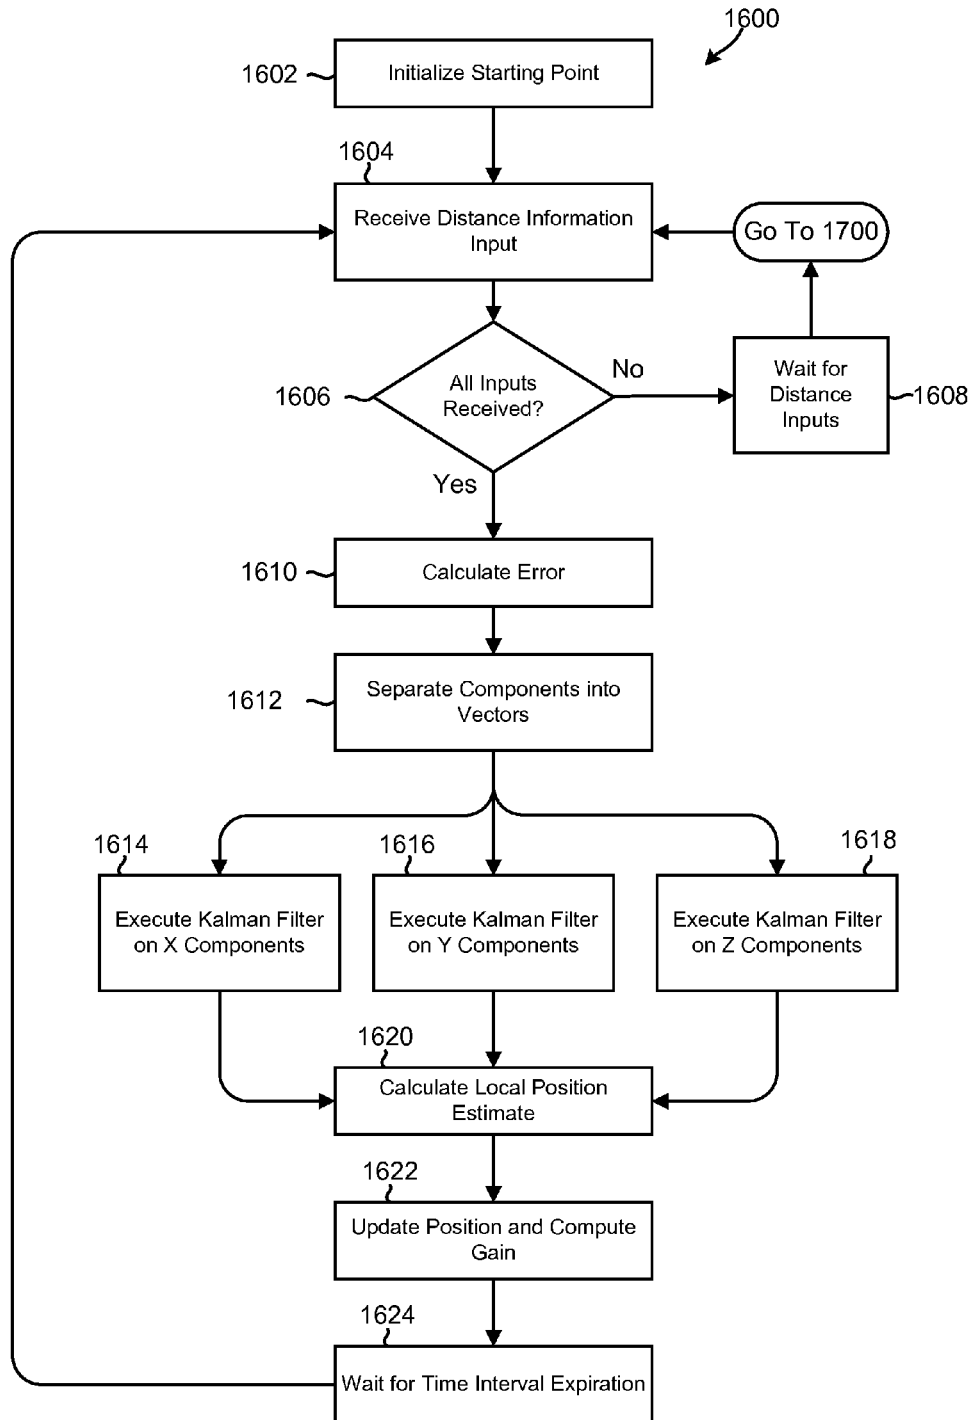 1600
1602
Initialize Starting Point
1604
Receive Distance Information
Input
Go To 1700
1606
All Inputs
Received?
No
Wait for
Distance
Inputs
1608
Yes
1610
Calculate Error
1612
Separate Components into
Vectors
1614
1616
1618
Execute Kalman Filter
on X Components
Execute Kalman Filter
on Y Components
Execute Kalman Filter
on Z Components
1620
Calculate Local Position
Estimate
1622
Update Position and Compute
Gain
1624
Wait for Time Interval Expiration